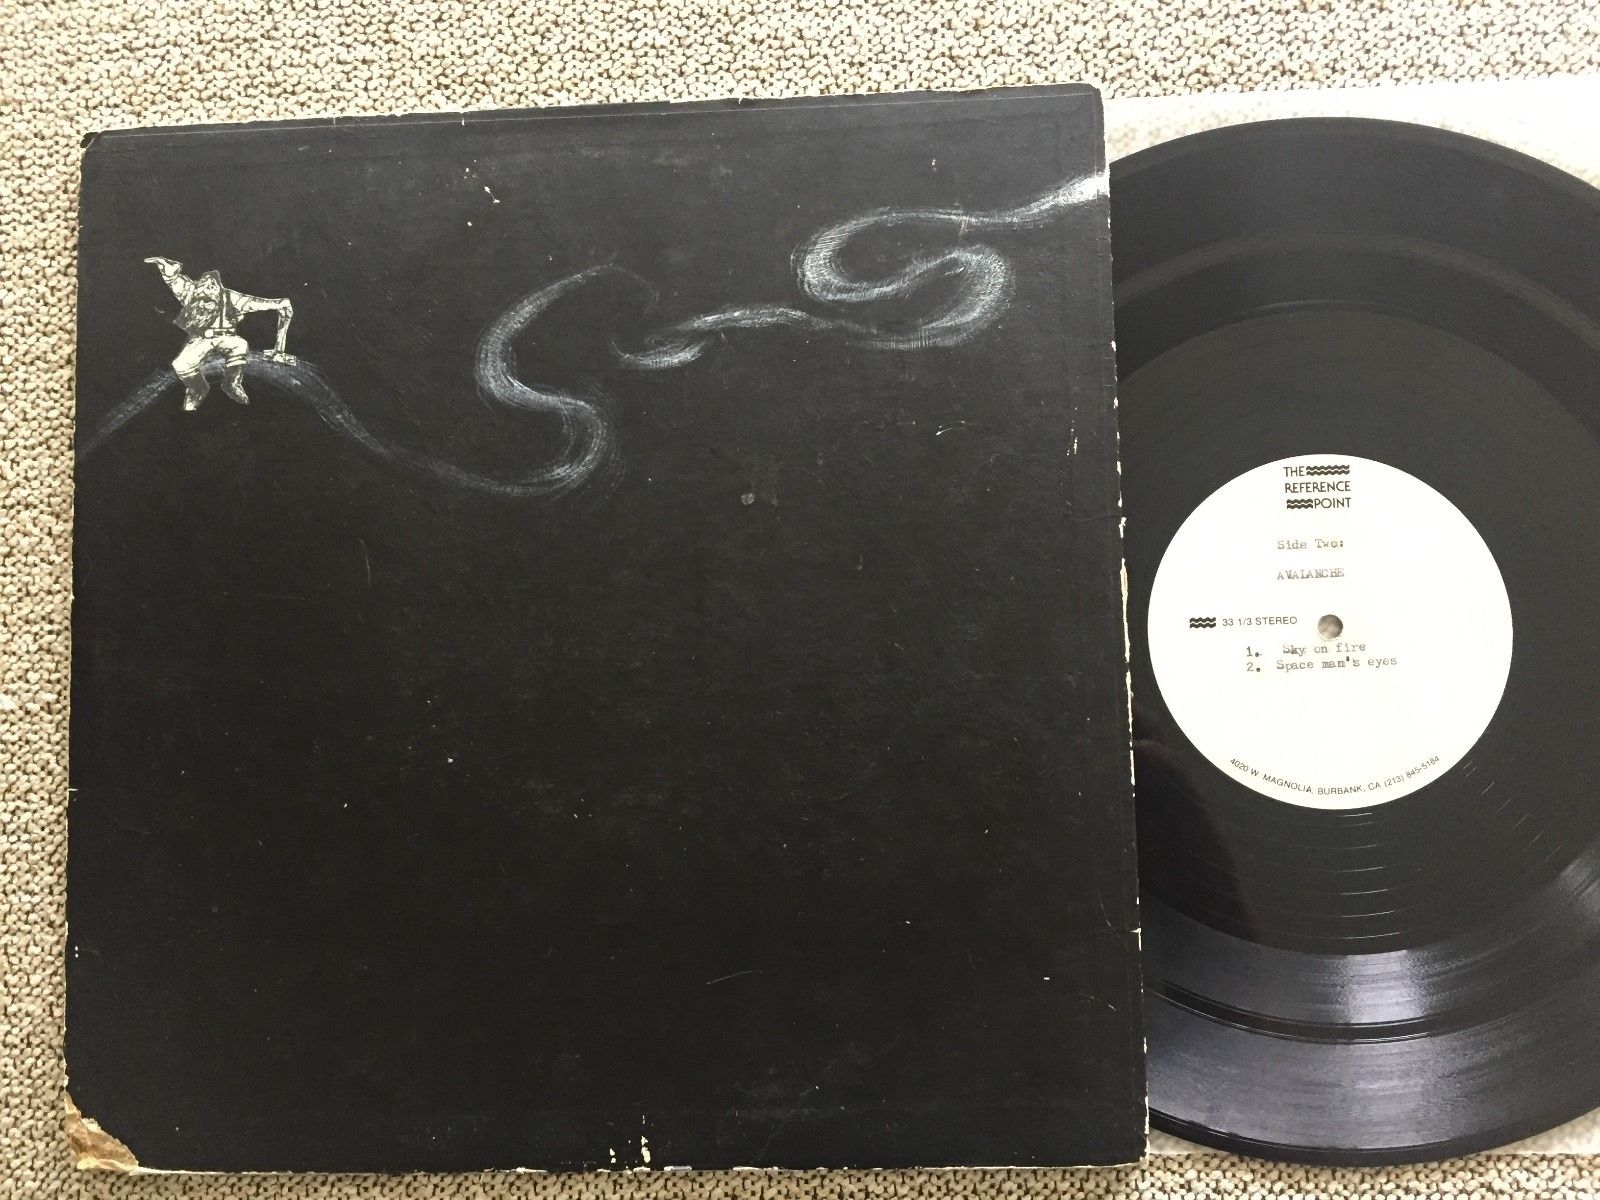 THE
REFERENCE
POINT
Side Two:
AVALANCHE
33 1/3 STEREO
1. Sky on fire
2. Space man's eyes
4020 W. MAGNOLIA, BURBANK, CA (213) 845-5184